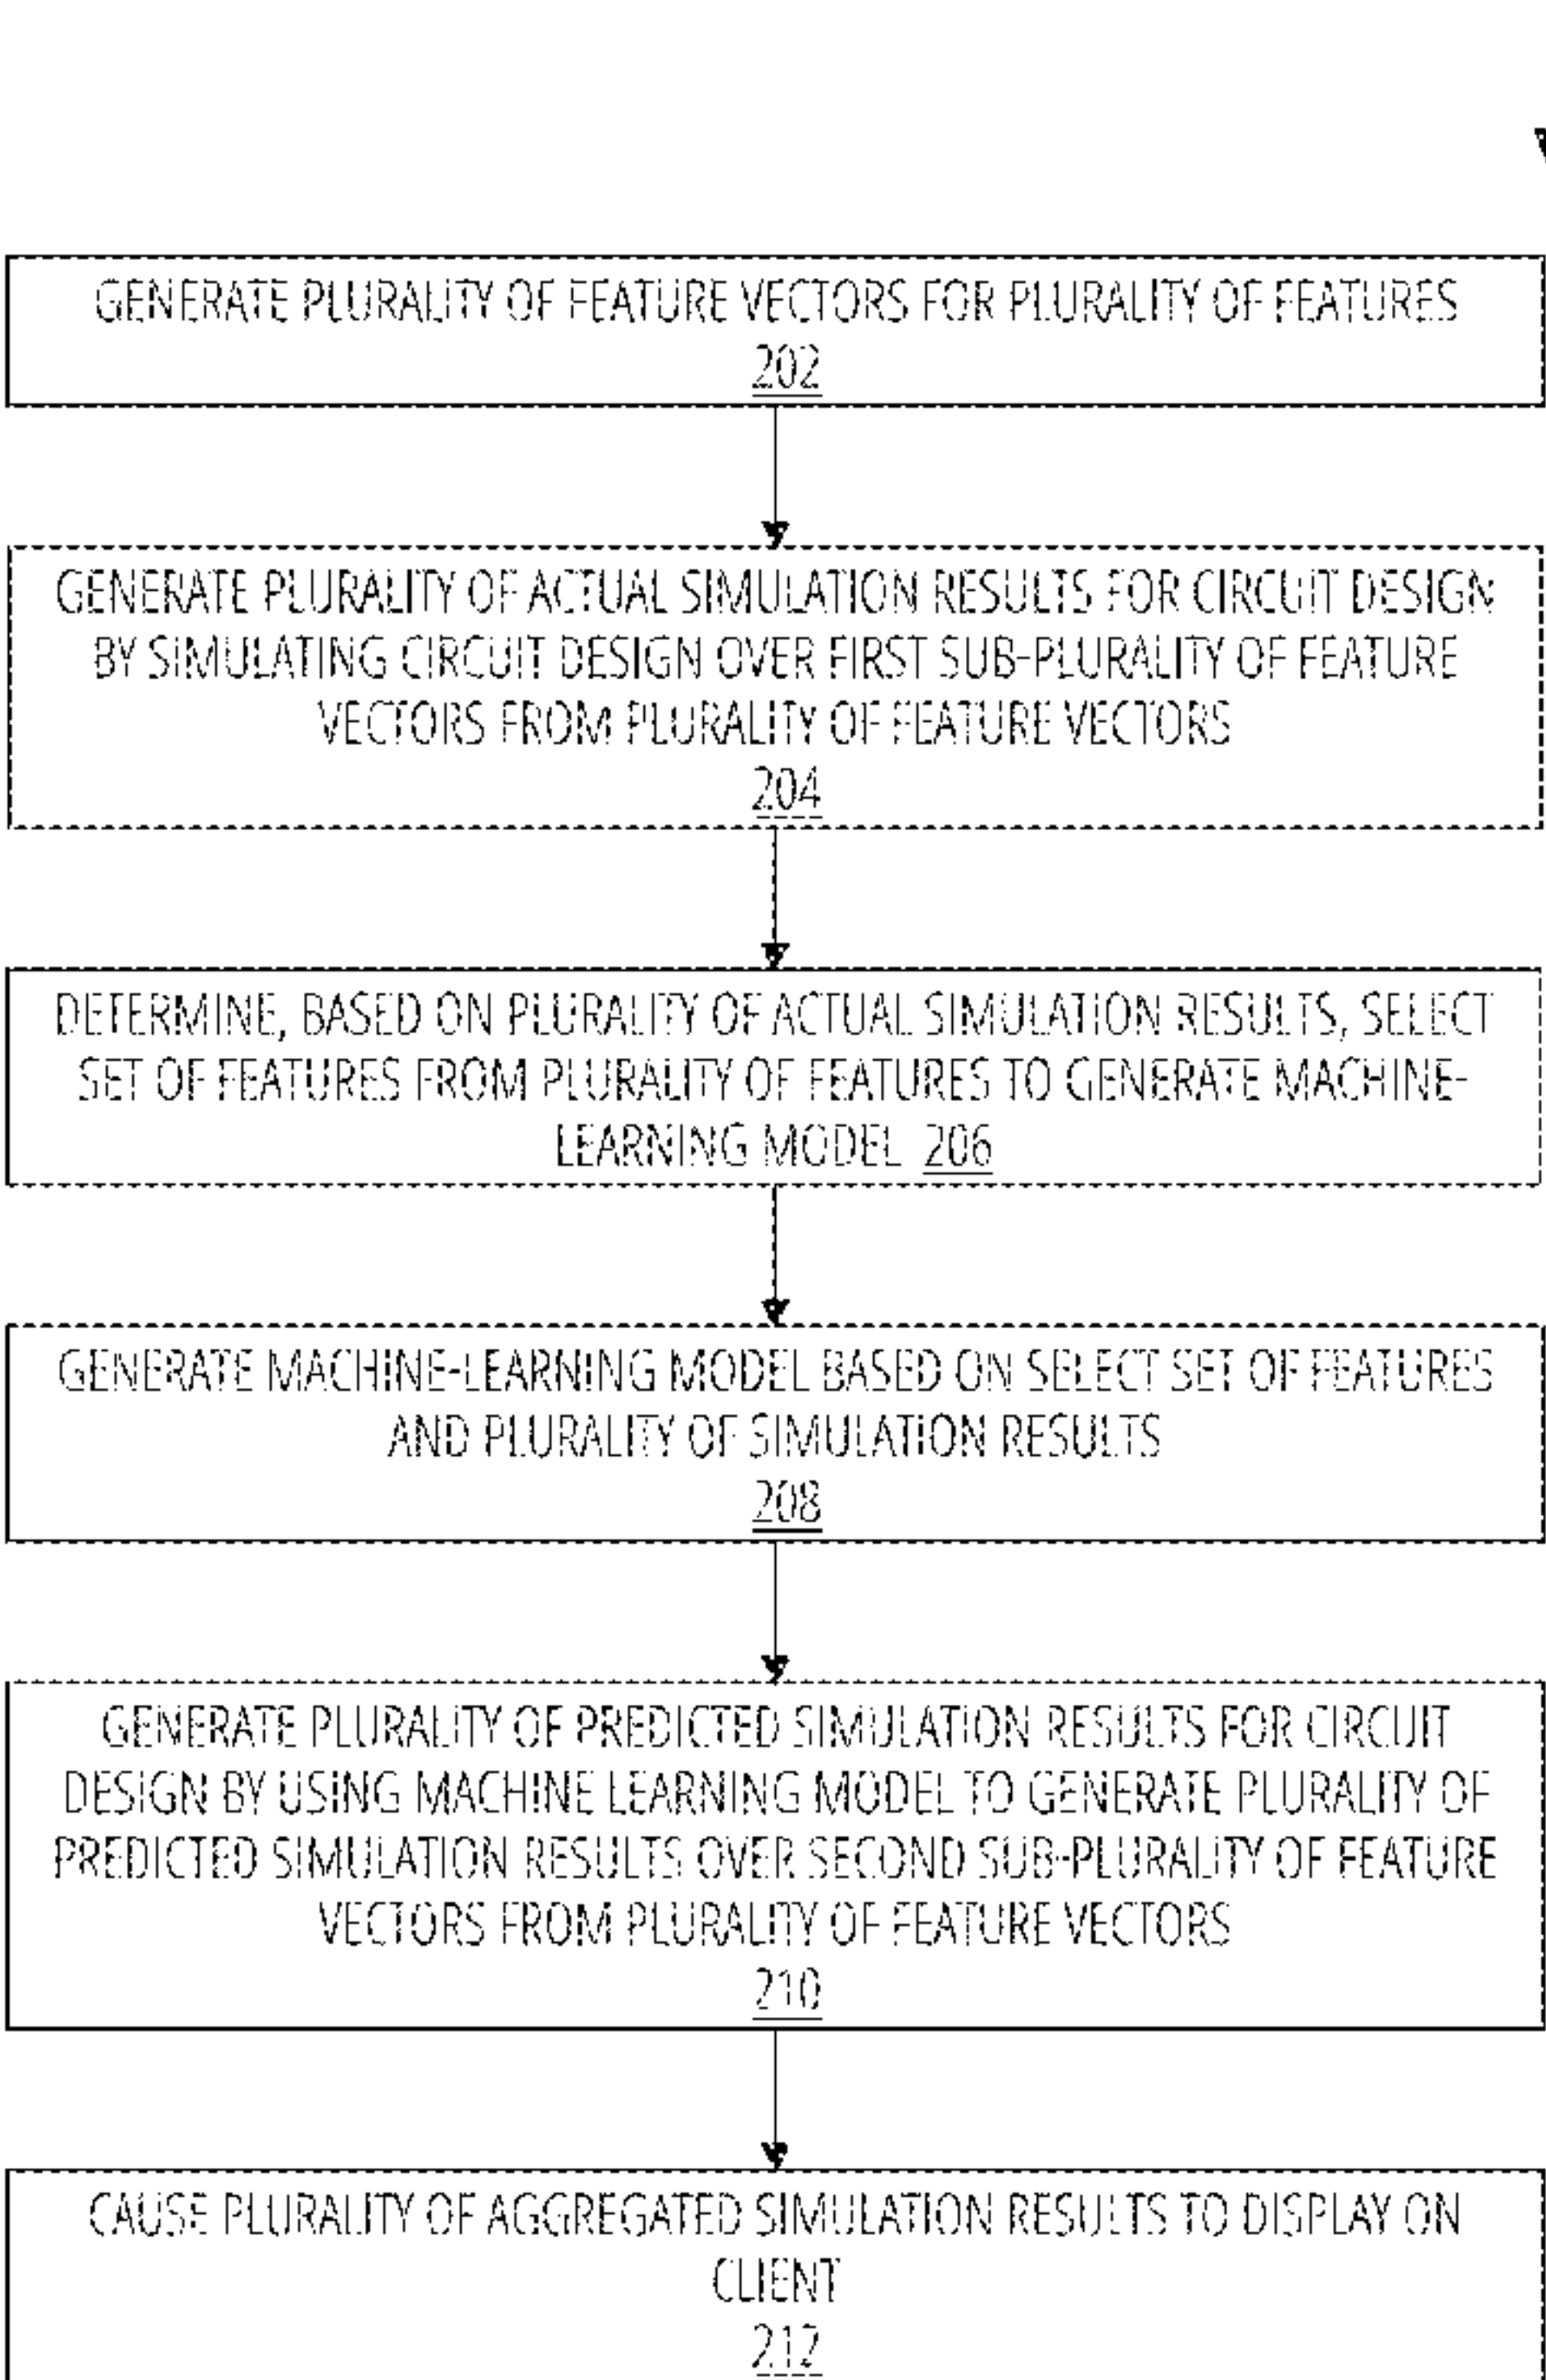 GENERATE PLURALITY OF FEATURE VECTORS FOR PLURALITY OF FEATURES
202
GENERATE PLURALITY OF ACTUAL SIMULATION RESULTS FOR CIRCUIT DESIGN
BY SIMULATING CIRCUIT DESIGN OVER FIRST SUB-PLURALITY OF FEATURE
VECTORS FROM PLURALITY OF FEATURE VECTORS
204
DETERMINE, BASED ON PLURALITY OF ACTUAL SIMULATION RESULTS, SELECT
SET OF FEATURES FROM PLURALITY OF FEATURES TO GENERATE MACHINE-
LEARNING MODEL 206
GENERATE MACHINE-LEARNING MODEL BASED ON SELECT SET OF FEATURES
AND PLURALITY OF SIMULATION RESULTS
208
GENERATE PLURALITY OF PREDICTED SIMULATION RESULTS FOR CIRCUIT
DESIGN BY USING MACHINE LEARNING MODEL TO GENERATE PLURALITY OF
PREDICTED SIMULATION RESULTS OVER SECOND SUB-PLURALITY OF FEATURE
VECTORS FROM PLURALITY OF FEATURE VECTORS
210
CAUSE PLURALITY OF AGGREGATED SIMULATION RESULTS TO DISPLAY ON
CLIENT
212